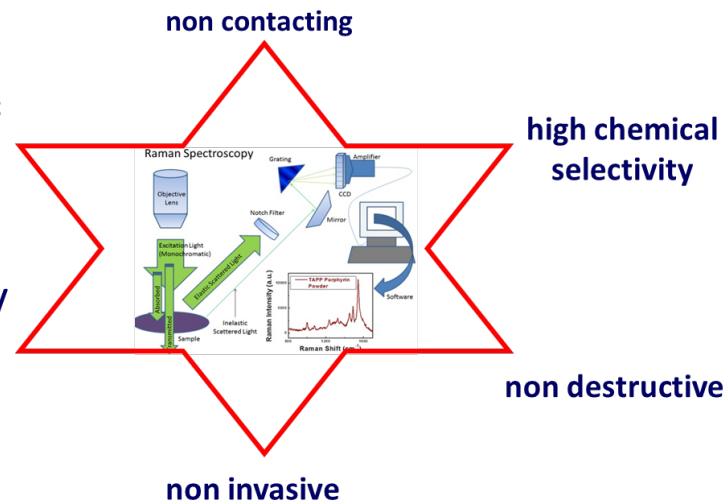 non contacting
high chemical
selectivity
Raman Spectroscopy
Grating
Amplifier
CCD
Mirror
Objective
Lens
Notch Filter
Excitation Light
(Monochromatic)
Elastic Scattered Light
Absorbed
Inelastic
Scattered Light
Sample
Software
TAPP Porphyrin
Powder
Raman Intensity (a.u.)
Raman Shift (cm
non destructive
non invasive